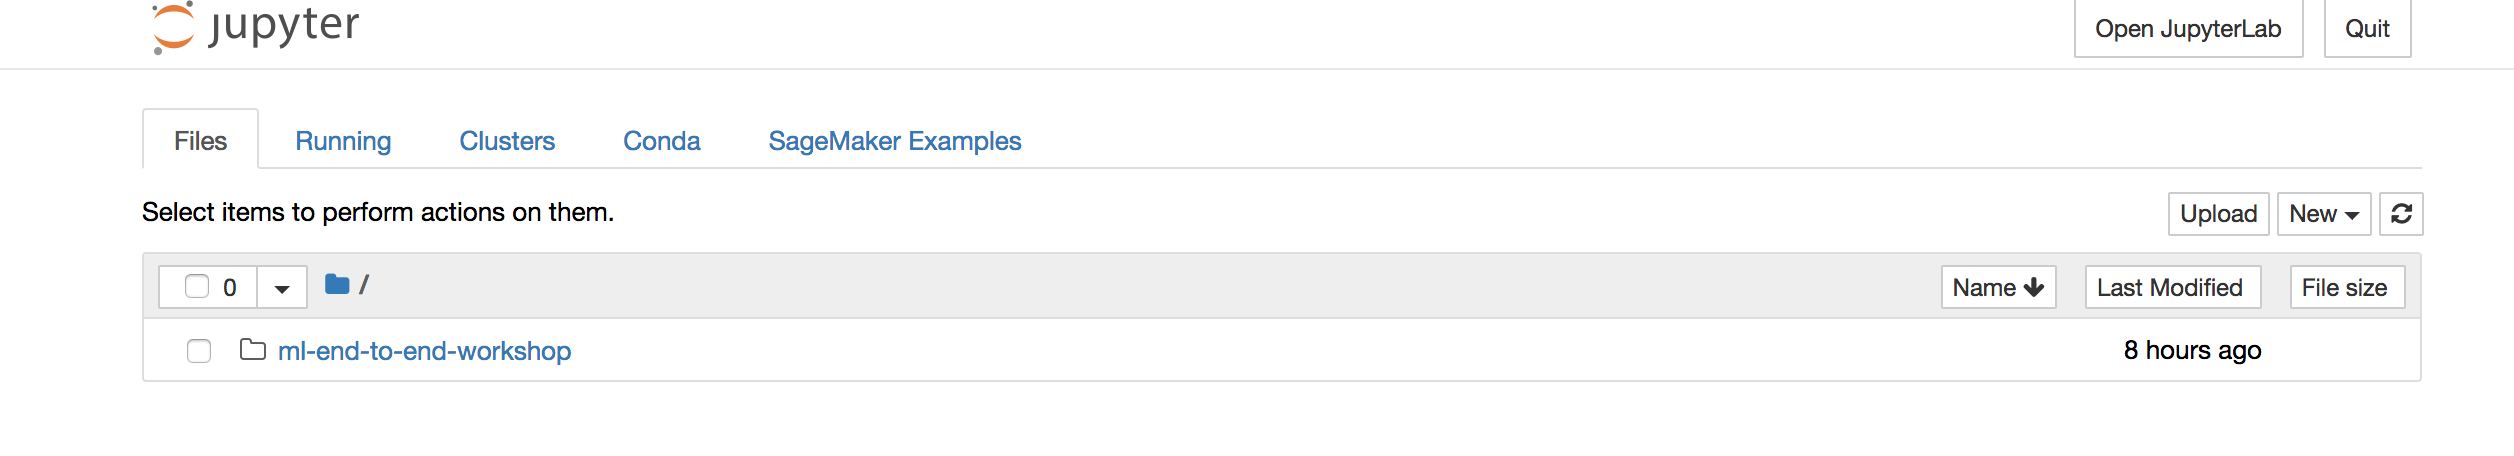 jupyter Open JupyterLab Quit
Files Running Clusters Conda SageMaker Examples
Select items to perform actions on them. Upload New
0 / Name Last Modified File size
ml-end-to-end-workshop 8 hours ago